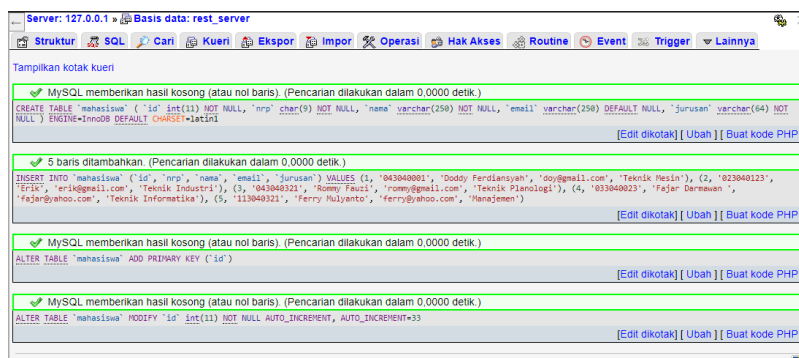 Server: 127.0.0.1 » Basis data: rest_server
Struktur SQL Cari Kueri Ekspor Impor Operasi Hak Akses Routine Event Trigger Lainnya
Tampilkan kotak kueri
MySQL memberikan hasil kosong (atau nol baris). (Pencarian dilakukan dalam 0,0000 detik.)
CREATE TABLE `mahasiswa` ( `id` int(11) NOT NULL, `nrp` char(9) NOT NULL, `nama` varchar(250) NOT NULL, `email` varchar(250) DEFAULT NULL, `jurusan` varchar(64) NOT
NULL ) ENGINE=InnoDB DEFAULT CHARSET=latin1
[Edit dikotak] [ Ubah ] [ Buat kode PHP
5 baris ditambahkan. (Pencarian dilakukan dalam 0,0000 detik.)
INSERT INTO `mahasiswa` (`id`, `nrp`, `nama`, `email`, `jurusan`) VALUES (1, '043040001', 'Doddy Ferdiansyah', 'doy@gmail.com', 'Teknik Mesin'), (2, '023040123',
'Erik', 'erik@gmail.com', 'Teknik Industri'), (3, '043040321', 'Rommy Fauzi', 'rommy@gmail.com', 'Teknik Planologi'), (4, '033040023', 'Fajar Darmawan ',
'fajar@yahoo.com', 'Teknik Informatika'), (5, '113040321', 'Ferry Mulyanto', 'ferry@yahoo.com', 'Manajemen')
[Edit dikotak] [ Ubah ] [ Buat kode PHP
MySQL memberikan hasil kosong (atau nol baris). (Pencarian dilakukan dalam 0,0000 detik.)
ALTER TABLE `mahasiswa` ADD PRIMARY KEY (`id`)
[Edit dikotak] [ Ubah ] [ Buat kode PHP
MySQL memberikan hasil kosong (atau nol baris). (Pencarian dilakukan dalam 0,0000 detik.)
ALTER TABLE `mahasiswa` MODIFY `id` int(11) NOT NULL AUTO_INCREMENT, AUTO_INCREMENT=33
[Edit dikotak] [ Ubah ] [ Buat kode PHP